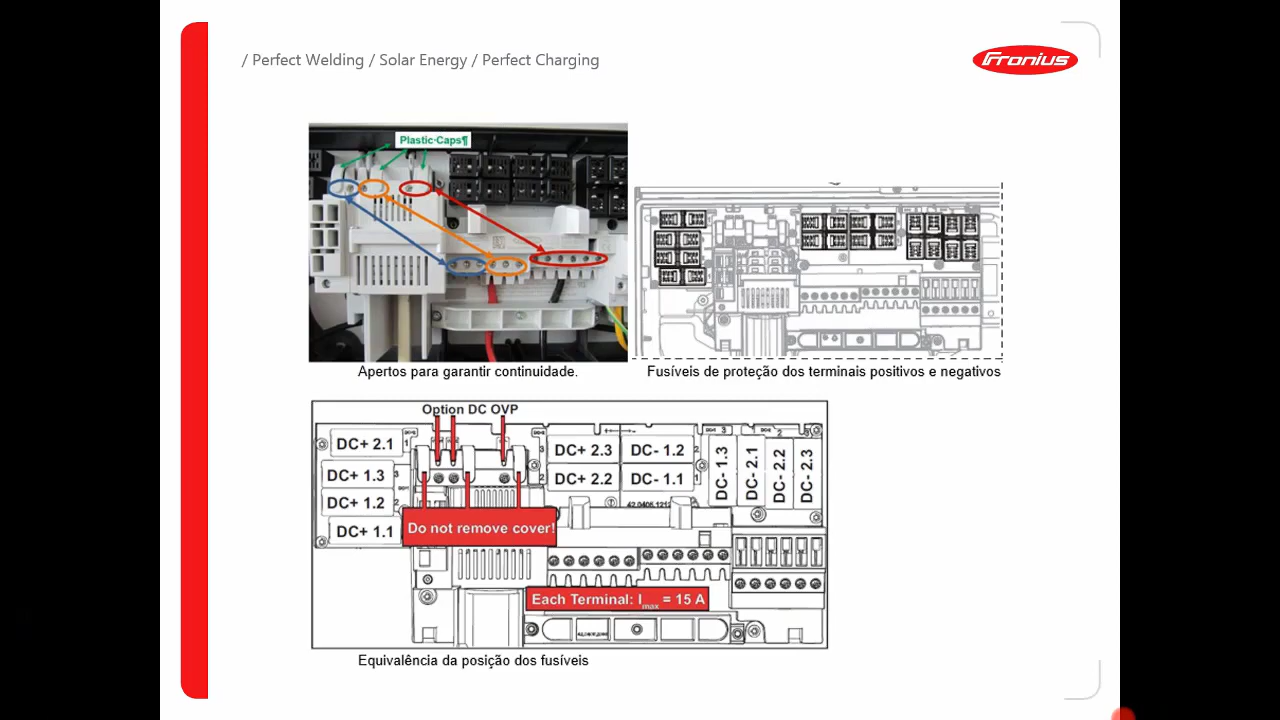 / Perfect Welding / Solar Energy / Perfect Charging
Fronius
Plastic·Caps¶
Apertos para garantir continuidade.
Fusíveis de proteção dos terminais positivos e negativos
Option DC OVP
DC+ 2.1
DC+ 1.3
DC+ 1.2
DC+ 1.1
DC+ 2.3
DC- 1.2
DC+ 2.2
DC- 1.1
DC- 1.3
DC- 2.1
DC- 2.2
DC- 2.3
Do not remove cover!
Each Terminal: Imax = 15 A
Equivalência da posição dos fusíveis